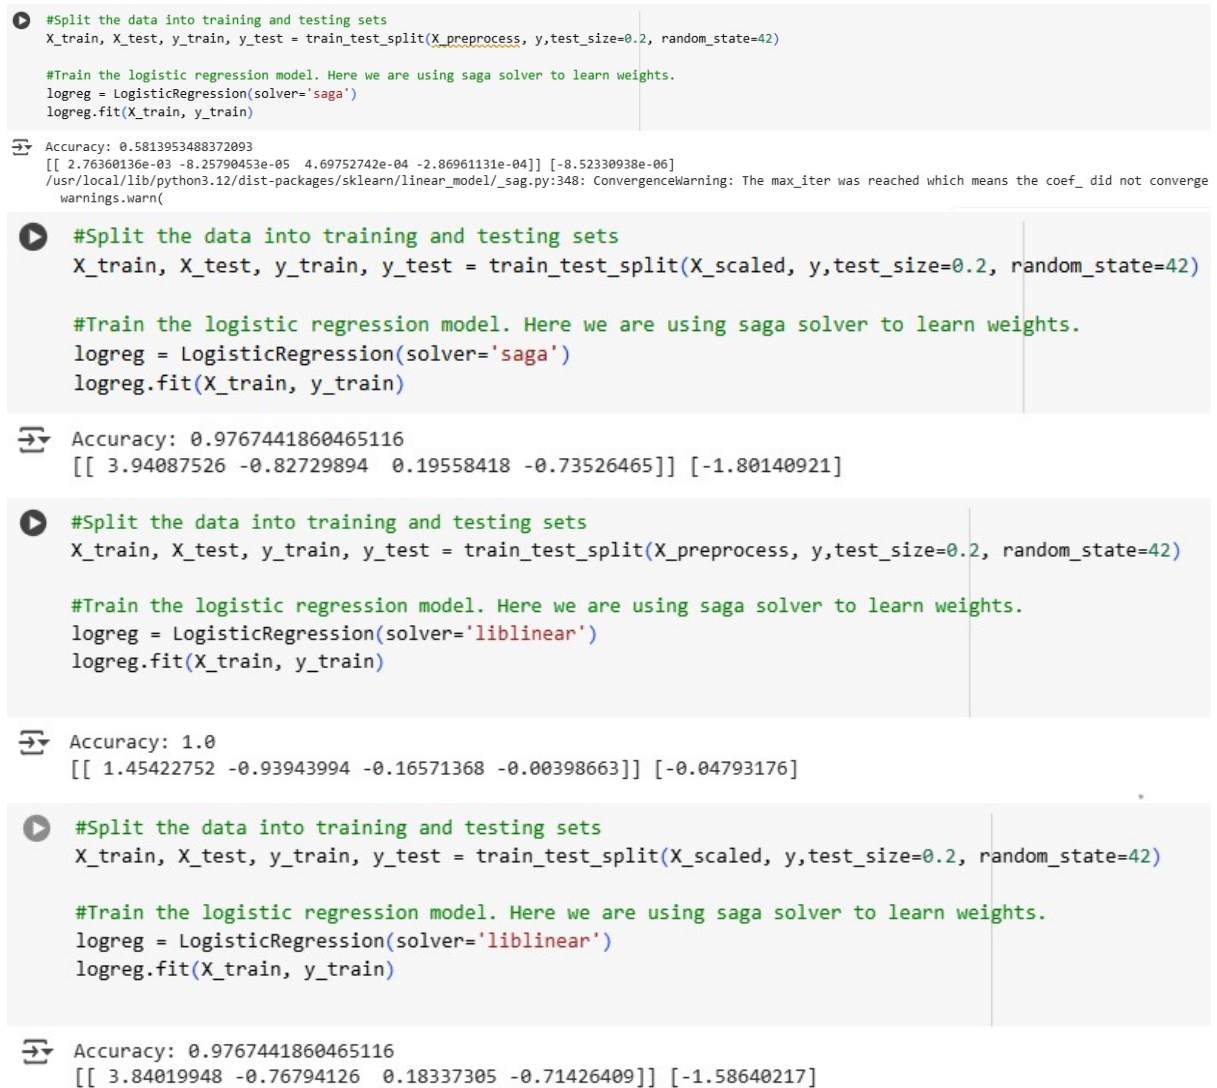 #Split the data into training and testing sets
X_train, X_test, y_train, y_test = train_test_split(X_preprocess, y,test_size=0.2, random_state=42)
#Train the logistic regression model. Here we are using saga solver to learn weights.
logreg = LogisticRegression(solver='saga')
logreg.fit(X_train, y_train)
Accuracy: 0.5813953488372093
[[ 2.76360136e-03 -8.25790453e-05  4.69752742e-04 -2.86961131e-04]] [-8.52330938e-06]
/usr/local/lib/python3.12/dist-packages/sklearn/linear_model/_sag.py:348: ConvergenceWarning: The max_iter was reached which means the coef_ did not converge
  warnings.warn(
#Split the data into training and testing sets
X_train, X_test, y_train, y_test = train_test_split(X_scaled, y,test_size=0.2, random_state=42)
#Train the logistic regression model. Here we are using saga solver to learn weights.
logreg = LogisticRegression(solver='saga')
logreg.fit(X_train, y_train)
Accuracy: 0.9767441860465116
[[ 3.94087526 -0.82729894  0.19558418 -0.73526465]] [-1.80140921]
#Split the data into training and testing sets
X_train, X_test, y_train, y_test = train_test_split(X_preprocess, y,test_size=0.2, random_state=42)
#Train the logistic regression model. Here we are using saga solver to learn weights.
logreg = LogisticRegression(solver='liblinear')
logreg.fit(X_train, y_train)
Accuracy: 1.0
[[ 1.45422752 -0.93943994 -0.16571368 -0.00398663]] [-0.04793176]
#Split the data into training and testing sets
X_train, X_test, y_train, y_test = train_test_split(X_scaled, y,test_size=0.2, random_state=42)
#Train the logistic regression model. Here we are using saga solver to learn weights.
logreg = LogisticRegression(solver='liblinear')
logreg.fit(X_train, y_train)
Accuracy: 0.9767441860465116
[[ 3.84019948 -0.76794126  0.18337305 -0.71426409]] [-1.58640217]